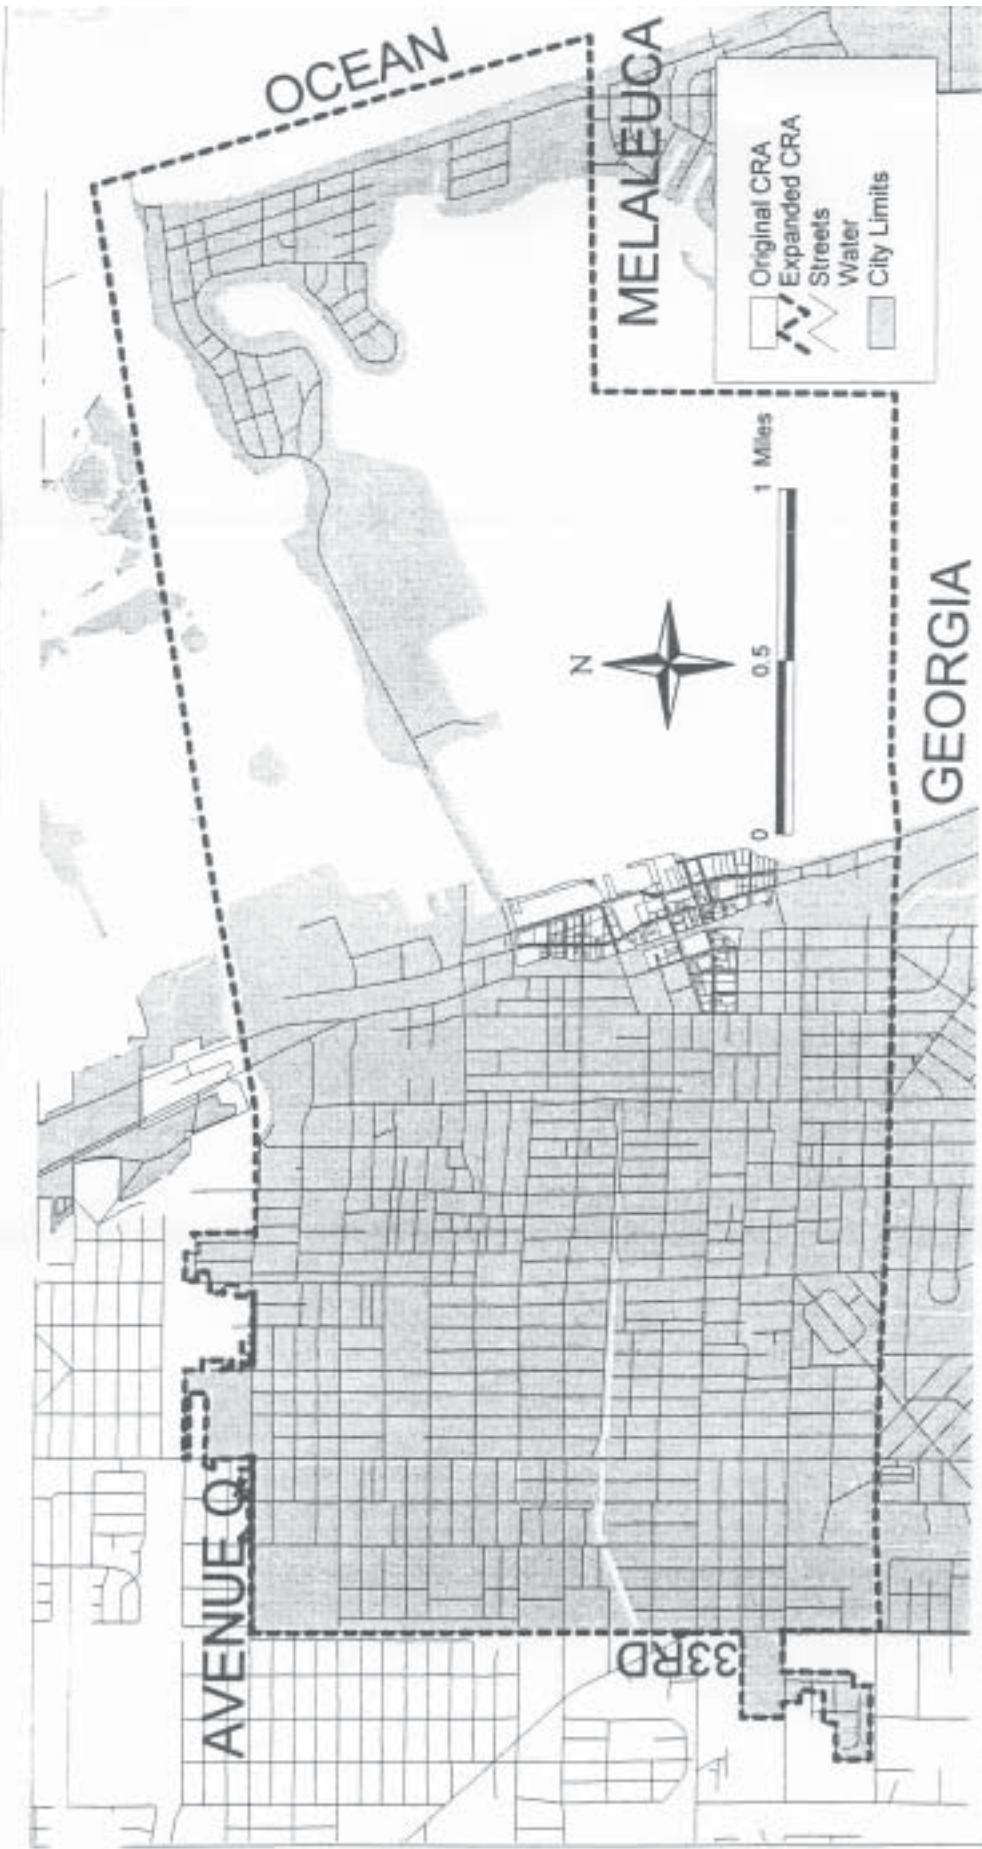 OCEAN
MELALEUCA
Original CRA
Expanded CRA
Streets
Water
City Limits
N
0 0.5 1 Miles
GEORGIA
AVENUE Q
33RD